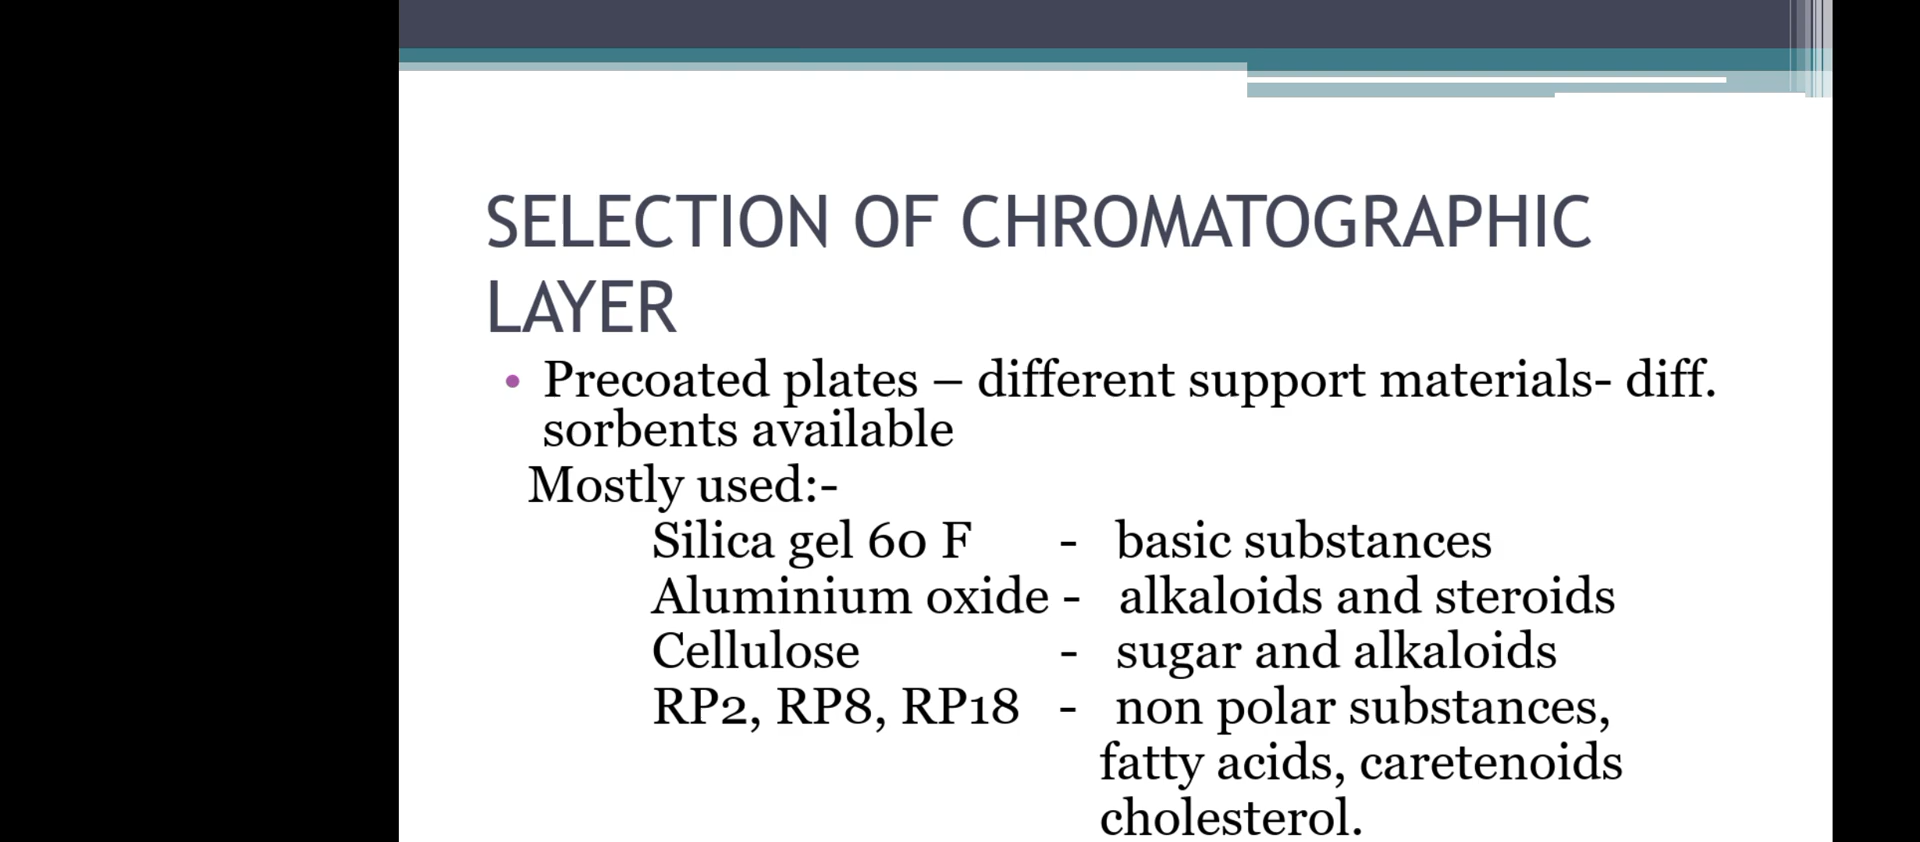 SELECTION OF CHROMATOGRAPHIC
LAYER
• Precoated plates – different support materials- diff.
sorbents available
Mostly used:-
Silica gel 60 F - basic substances
Aluminium oxide - alkaloids and steroids
Cellulose - sugar and alkaloids
RP2, RP8, RP18 - non polar substances,
fatty acids, caretenoids
cholesterol.